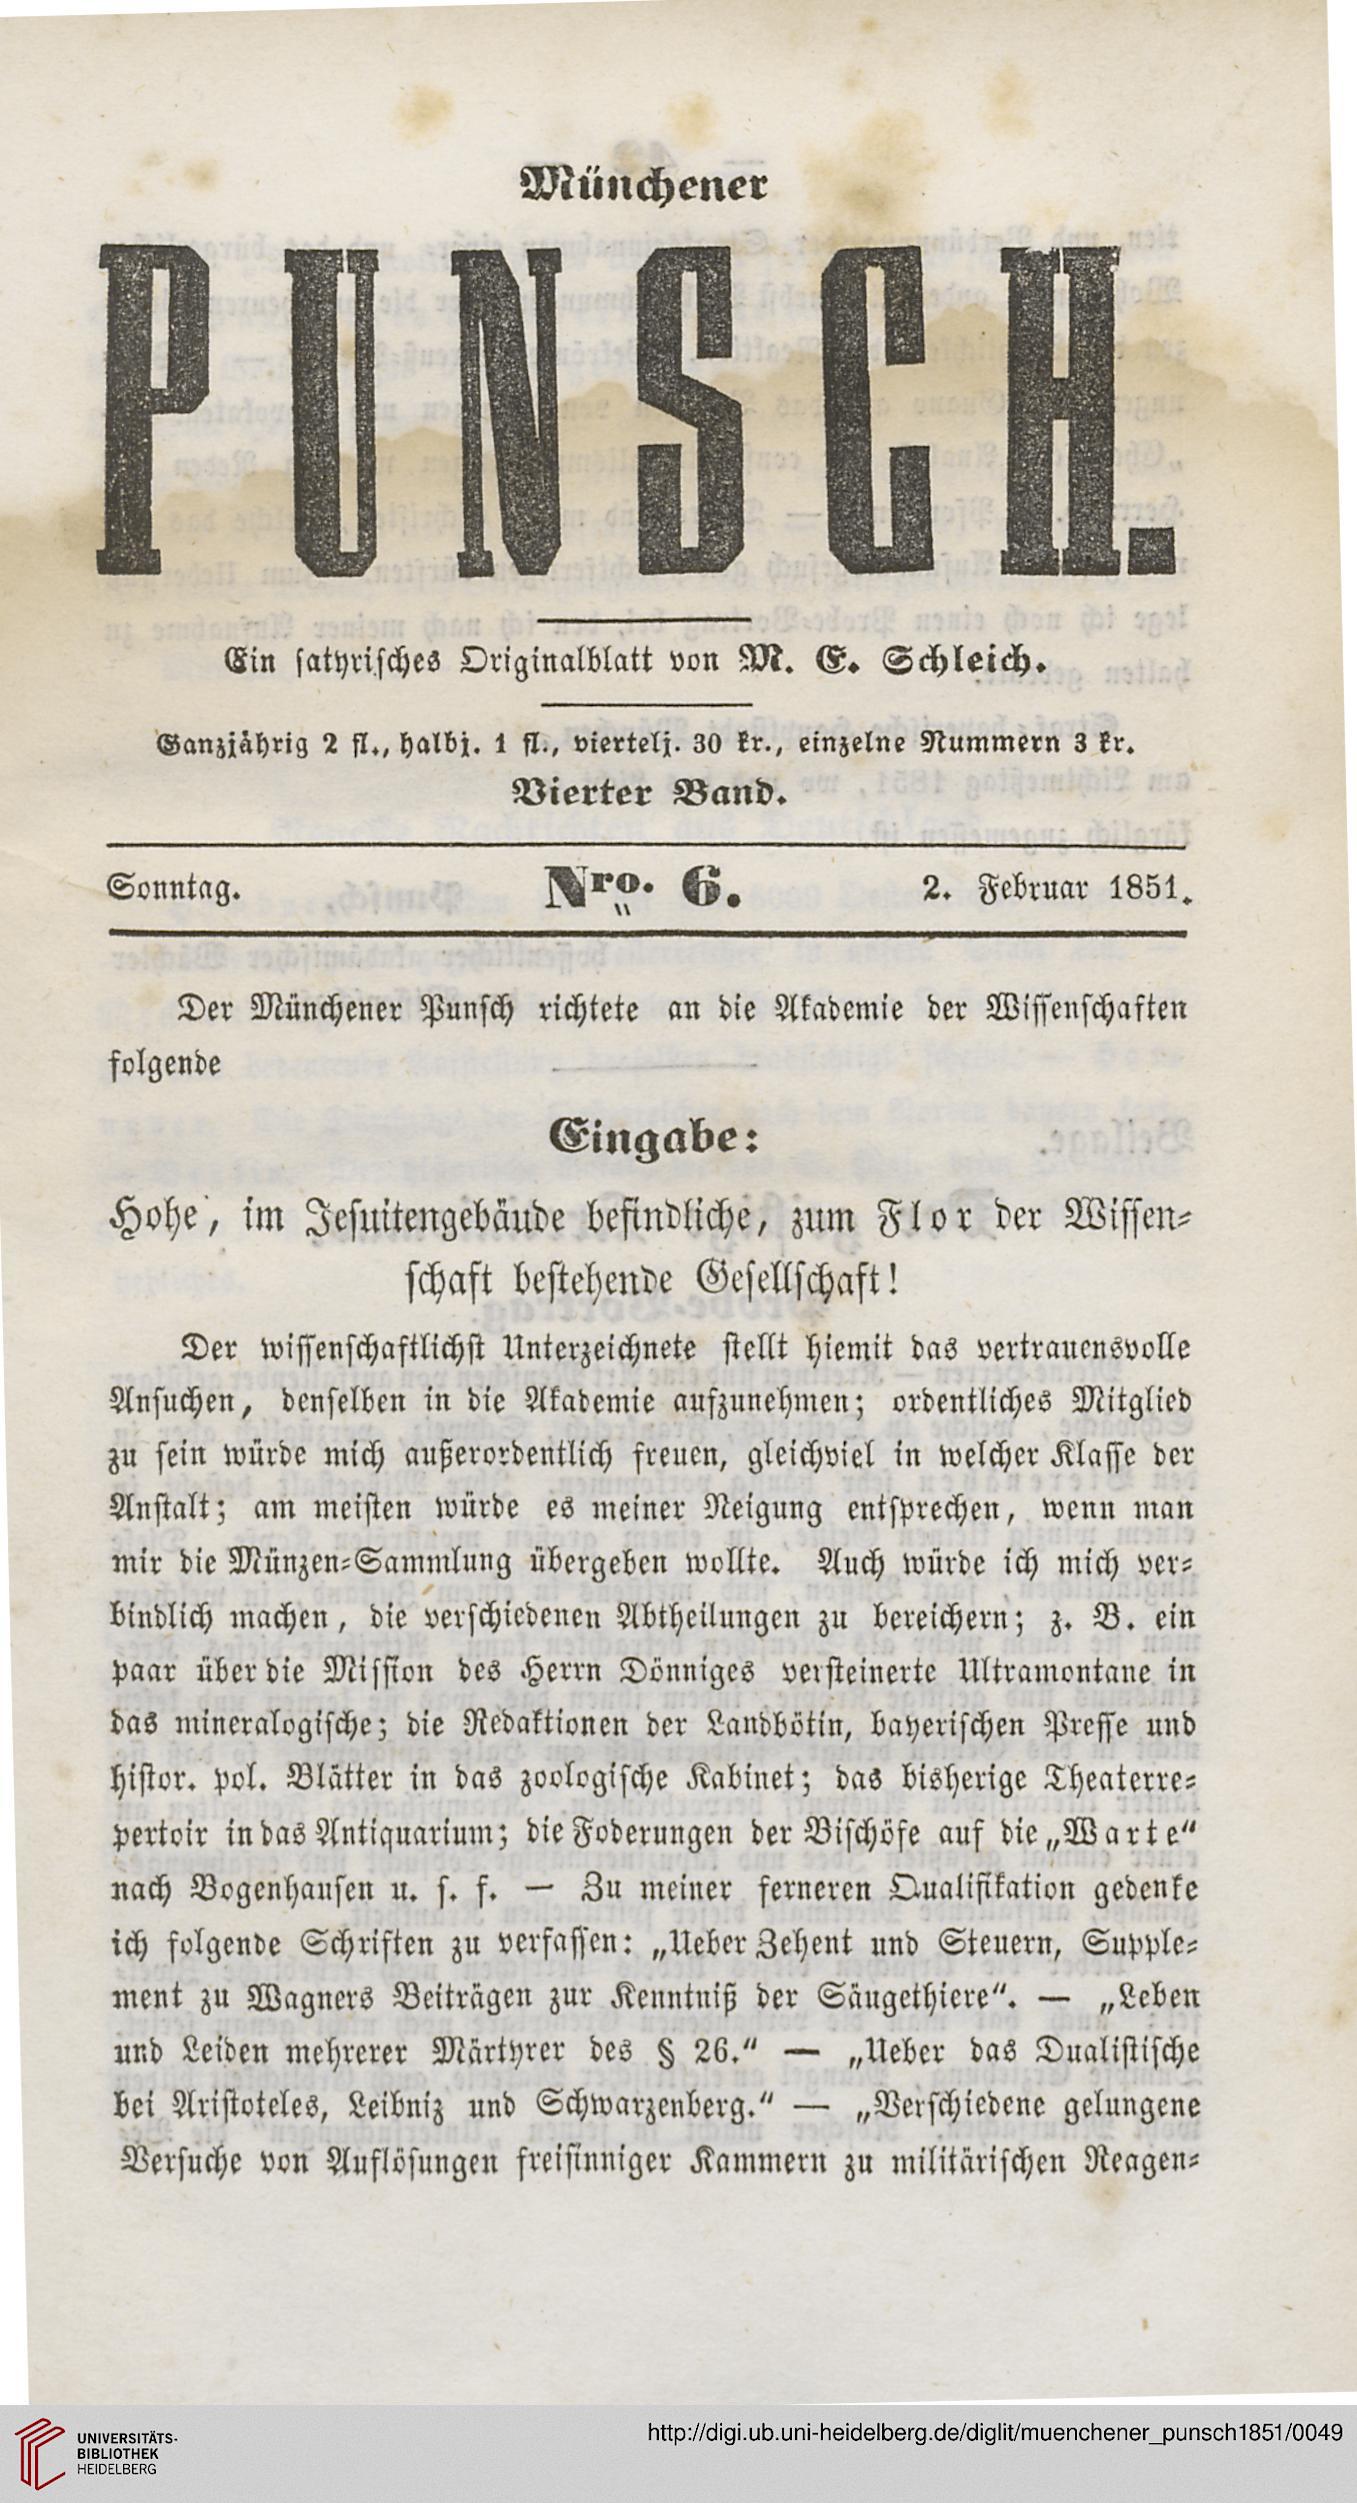 Münchener
PUNSCH.
Ein satyrisches Originalblatt von M. E. Schleich.
Ganzjährig 2 fl., halbj. 1 fl., viertelj. 30 kr., einzelne Nummern 3 kr.
Vierter Band.
Sonntag. Nro. 6. 2. Februar 1851.
Der Münchener Punsch richtete an die Akademie der Wissenschaften
folgende
Eingabe:
Hohe, im Jesuitengebäude befindliche, zum Flor der Wissen-
schaft bestehende Gesellschaft!
Der wissenschaftlichst Unterzeichnete stellt hiemit das vertrauensvolle
Ansuchen, denselben in die Akademie aufzunehmen; ordentliches Mitglied
zu sein würde mich außerordentlich freuen, gleichviel in welcher Klasse der
Anstalt; am meisten würde es meiner Neigung entsprechen, wenn man
mir die Münzen-Sammlung übergeben wollte. Auch würde ich mich ver-
bindlich machen, die verschiedenen Abtheilungen zu bereichern; z. B. ein
paar über die Mission des Herrn Dönniges versteinerte Ultramontane in
das mineralogische; die Redaktionen der Landbötin, bayerischen Presse und
histor. pol. Blätter in das zoologische Kabinet; das bisherige Theaterre-
pertoir in das Antiquarium; die Foderungen der Bischöfe auf die „Warte"
nach Bogenhausen u. s. f. — Zu meiner ferneren Qualifikation gedenke
ich folgende Schriften zu verfassen: „Ueber Zehent und Steuern, Supple-
ment zu Wagners Beiträgen zur Kenntniß der Säugethiere". — „Leben
und Leiden mehrerer Märtyrer des § 26." — „Ueber das Dualistische
bei Aristoteles, Leibniz und Schwarzenberg." — „Verschiedene gelungene
Versuche von Auflösungen freisinniger Kammern zu militärischen Reagen-
UNIVERSITÄTS-
BIBLIOTHEK
HEIDELBERG
http://digi.ub.uni-heidelberg.de/diglit/muenchener_punsch1851/0049